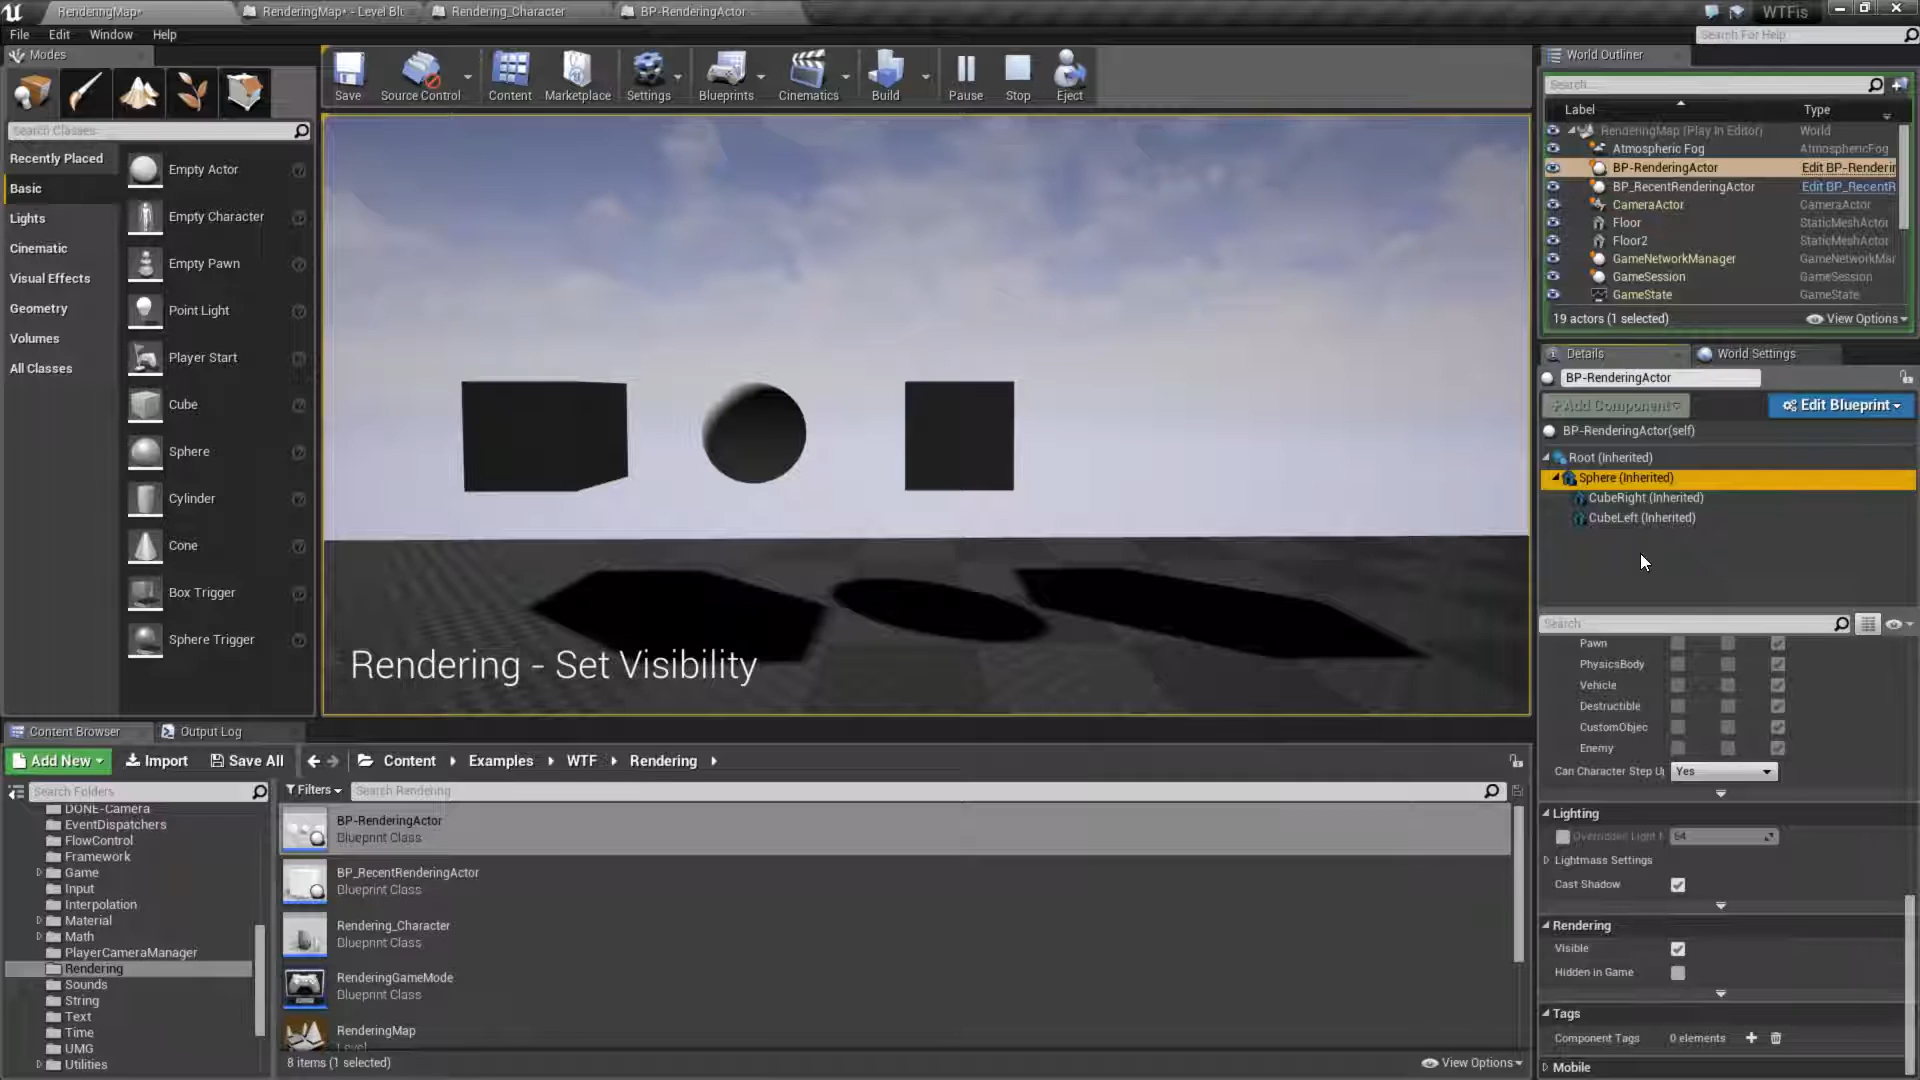 RenderingMap*
RenderingMap* - Level Blu
Rendering_Character
BP-RenderingActor
WTFis
File Edit Window Help
Search For Help
Modes
Search Classes
Recently Placed
Basic
Lights
Cinematic
Visual Effects
Geometry
Volumes
All Classes
Empty Actor
Empty Character
Empty Pawn
Point Light
Player Start
Cube
Sphere
Cylinder
Cone
Box Trigger
Sphere Trigger
Save
Source Control
Content
Marketplace
Settings
Blueprints
Cinematics
Build
Pause
Stop
Eject
Rendering - Set Visibility
World Outliner
Search
Label Type
RenderingMap (Play In Editor) World
Atmospheric Fog AtmosphericFog
BP-RenderingActor Edit BP-Renderin
BP_RecentRenderingActor Edit BP_RecentR
CameraActor CameraActor
Floor StaticMeshActor
Floor2 StaticMeshActor
GameNetworkManager GameNetworkMar
GameSession GameSession
GameState GameState
19 actors (1 selected) View Options
Details
World Settings
BP-RenderingActor
+Add Component
Edit Blueprint
BP-RenderingActor(self)
Root (Inherited)
Sphere (Inherited)
CubeRight (Inherited)
CubeLeft (Inherited)
Search
Pawn
PhysicsBody
Vehicle
Destructible
CustomObjec
Enemy
Can Character Step U Yes
Lighting
Overridden Light M 64
Lightmass Settings
Cast Shadow
Rendering
Visible
Hidden in Game
Tags
Component Tags 0 elements
Mobile
Content Browser
Output Log
Add New Import Save All Content Examples WTF Rendering
Search Folders
DONE-Camera
EventDispatchers
FlowControl
Framework
Game
Input
Interpolation
Material
Math
PlayerCameraManager
Rendering
Sounds
String
Text
Time
UMG
Utilities
Filters Search Rendering
BP-RenderingActor
Blueprint Class
BP_RecentRenderingActor
Blueprint Class
Rendering_Character
Blueprint Class
RenderingGameMode
Blueprint Class
RenderingMap
Level
8 items (1 selected) View Options